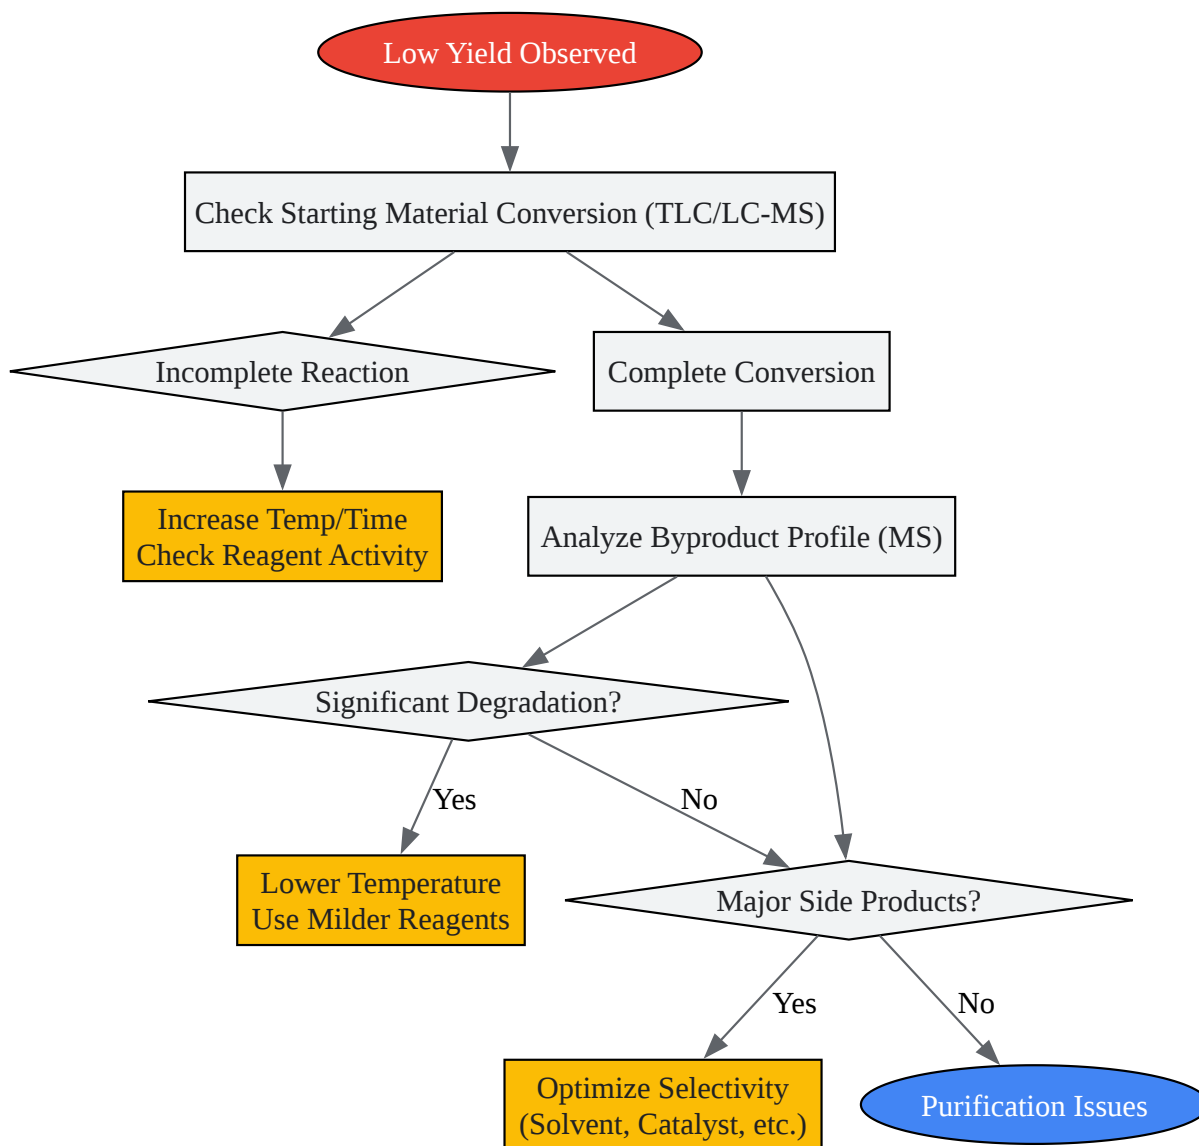 Low Yield Observed
Check Starting Material Conversion (TLC/LC-MS)
Incomplete Reaction
Complete Conversion
Increase Temp/Time
Check Reagent Activity
Analyze Byproduct Profile (MS)
Significant Degradation?
Yes
No
Lower Temperature
Use Milder Reagents
Major Side Products?
Yes
No
Optimize Selectivity
(Solvent, Catalyst, etc.)
Purification Issues